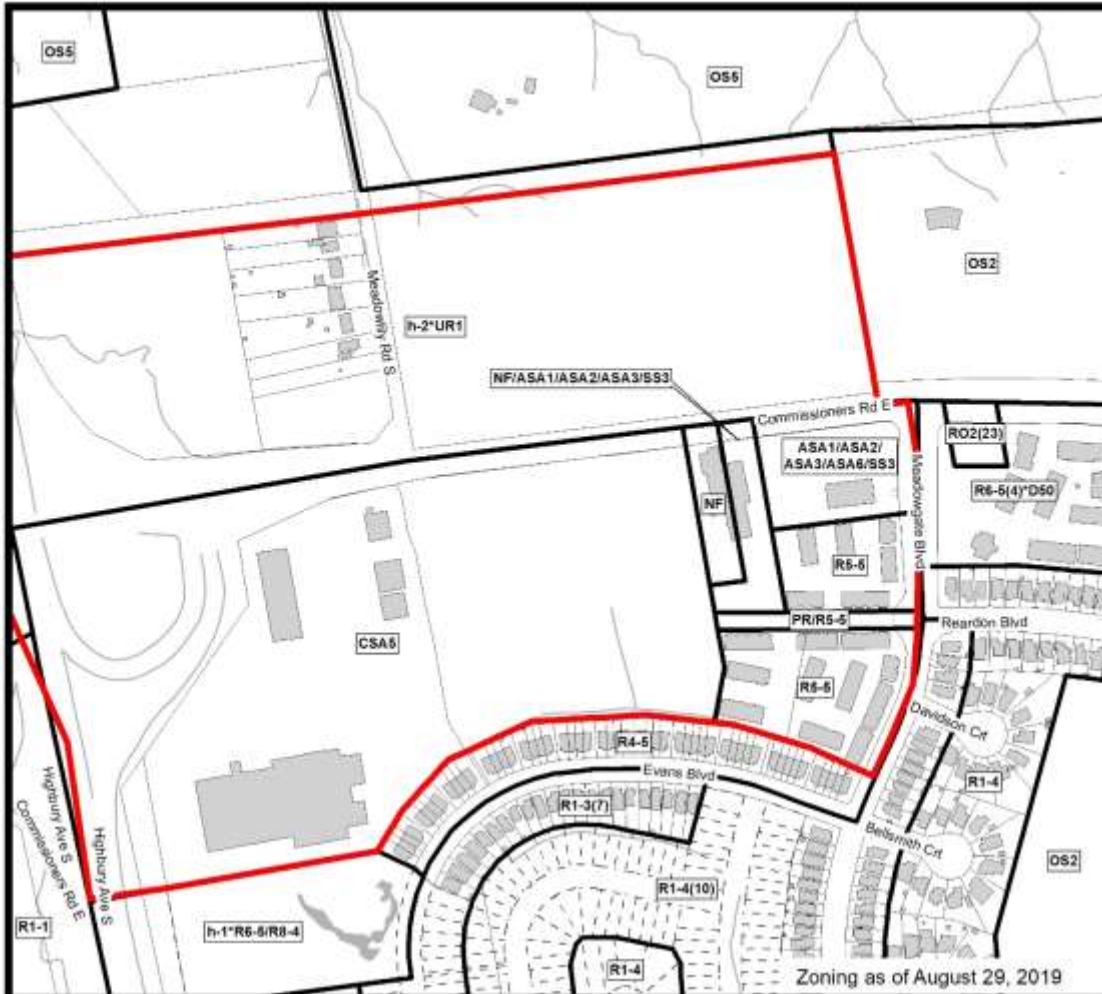 OS5
OS5
OS2
Meadowlily Rd S
h-2*UR1
NF/ASA1/ASA2/ASA3/SS3
Commissioners Rd E
ASA1/ASA2/
ASA3/ASA6/SS3
RO2(23)
R6-5(4)*D50
NF
Meadowgate Blvd
R5-5
PR/R5-5
Reardon Blvd
CSA5
R5-5
Davidson Crt
R4-5
Evans Blvd
R1-4
R1-3(7)
Bellsmith Crt
Highbury Ave S
Commissioners Rd E
Highbury Ave S
OS2
R1-4(10)
R1-1
h-1*R6-5/R8-4
R1-4
Zoning as of August 29, 2019